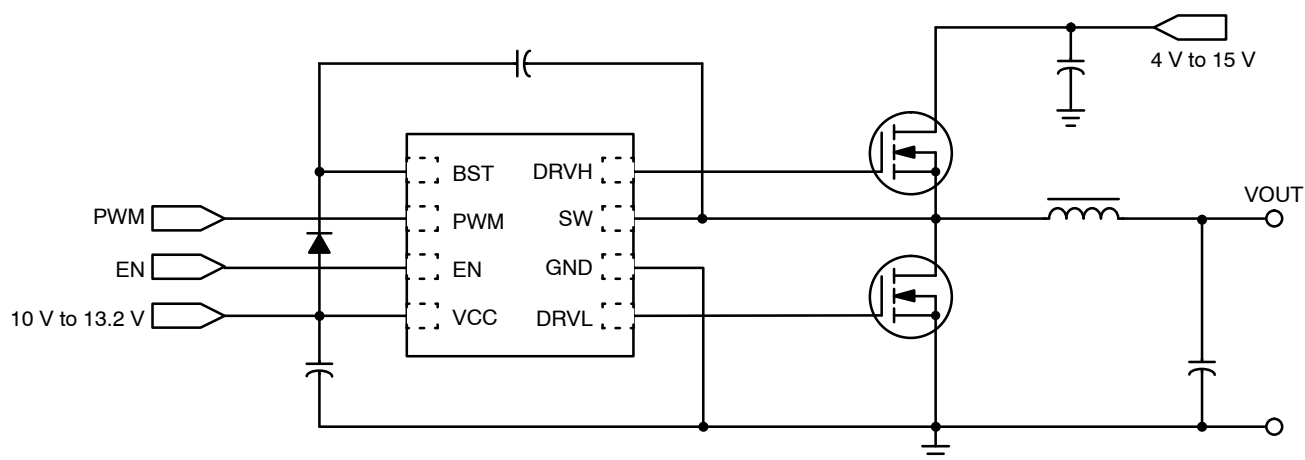 4 V to 15 V
BST
DRVH
PWM
PWM
SW
VOUT
EN
EN
GND
10 V to 13.2 V
VCC
DRVL